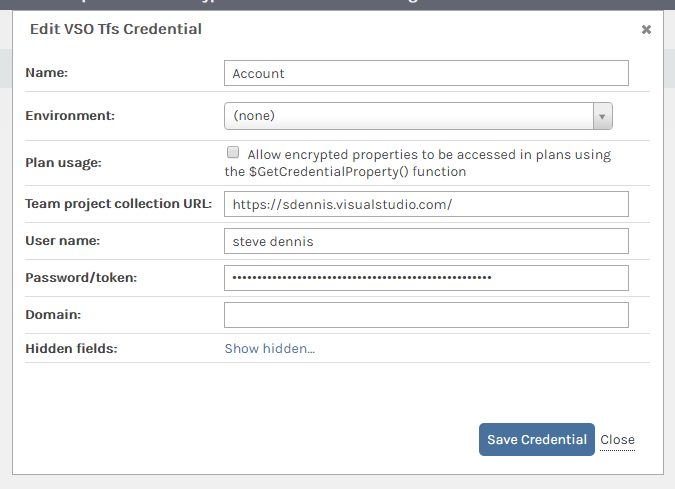 Edit VSO Tfs Credential
Name:
Account
Environment:
(none)
Plan usage:
Allow encrypted properties to be accessed in plans using
the $GetCredentialProperty() function
Team project collection URL:
https://sdennis.visualstudio.com/
User name:
steve dennis
Password/token:
Domain:
Hidden fields:
Show hidden...
Save Credential
Close